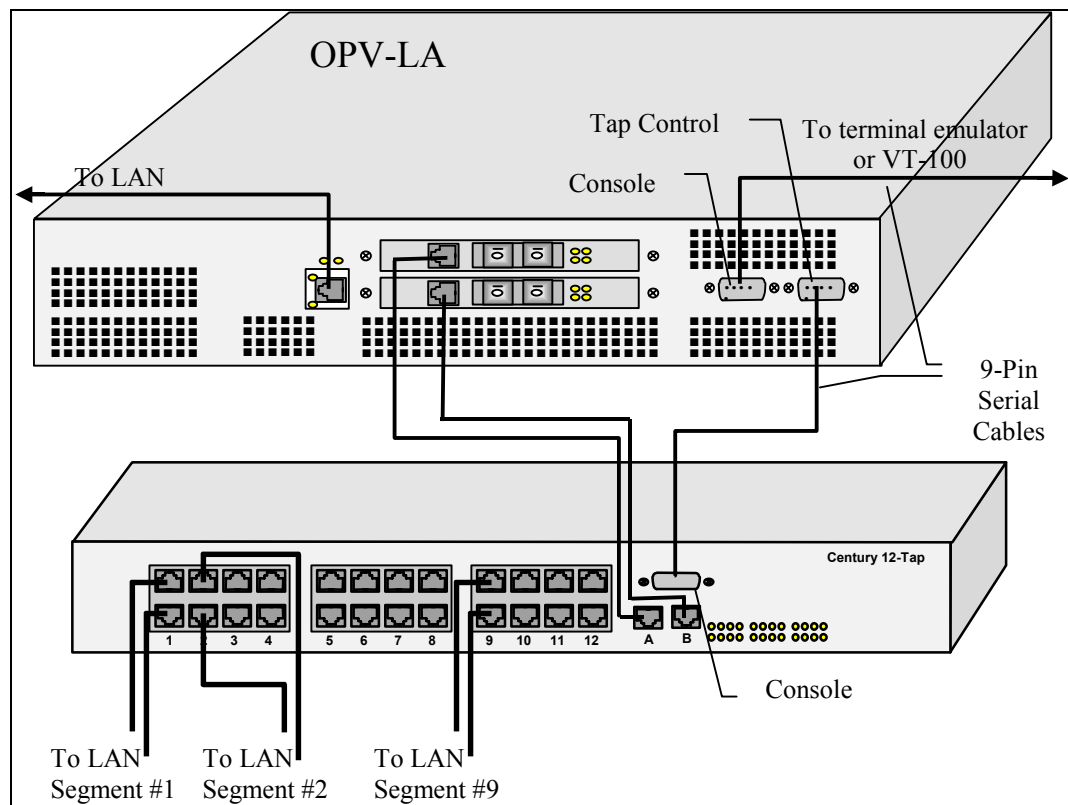 OPV-LA
Tap Control
To terminal emulator
or VT-100
Console
To LAN
9-Pin
Serial
Cables
Century 12-Tap
1 2 3 4 5 6 7 8 9 10 11 12 A B
Console
To LAN
Segment #1
To LAN
Segment #2
To LAN
Segment #9